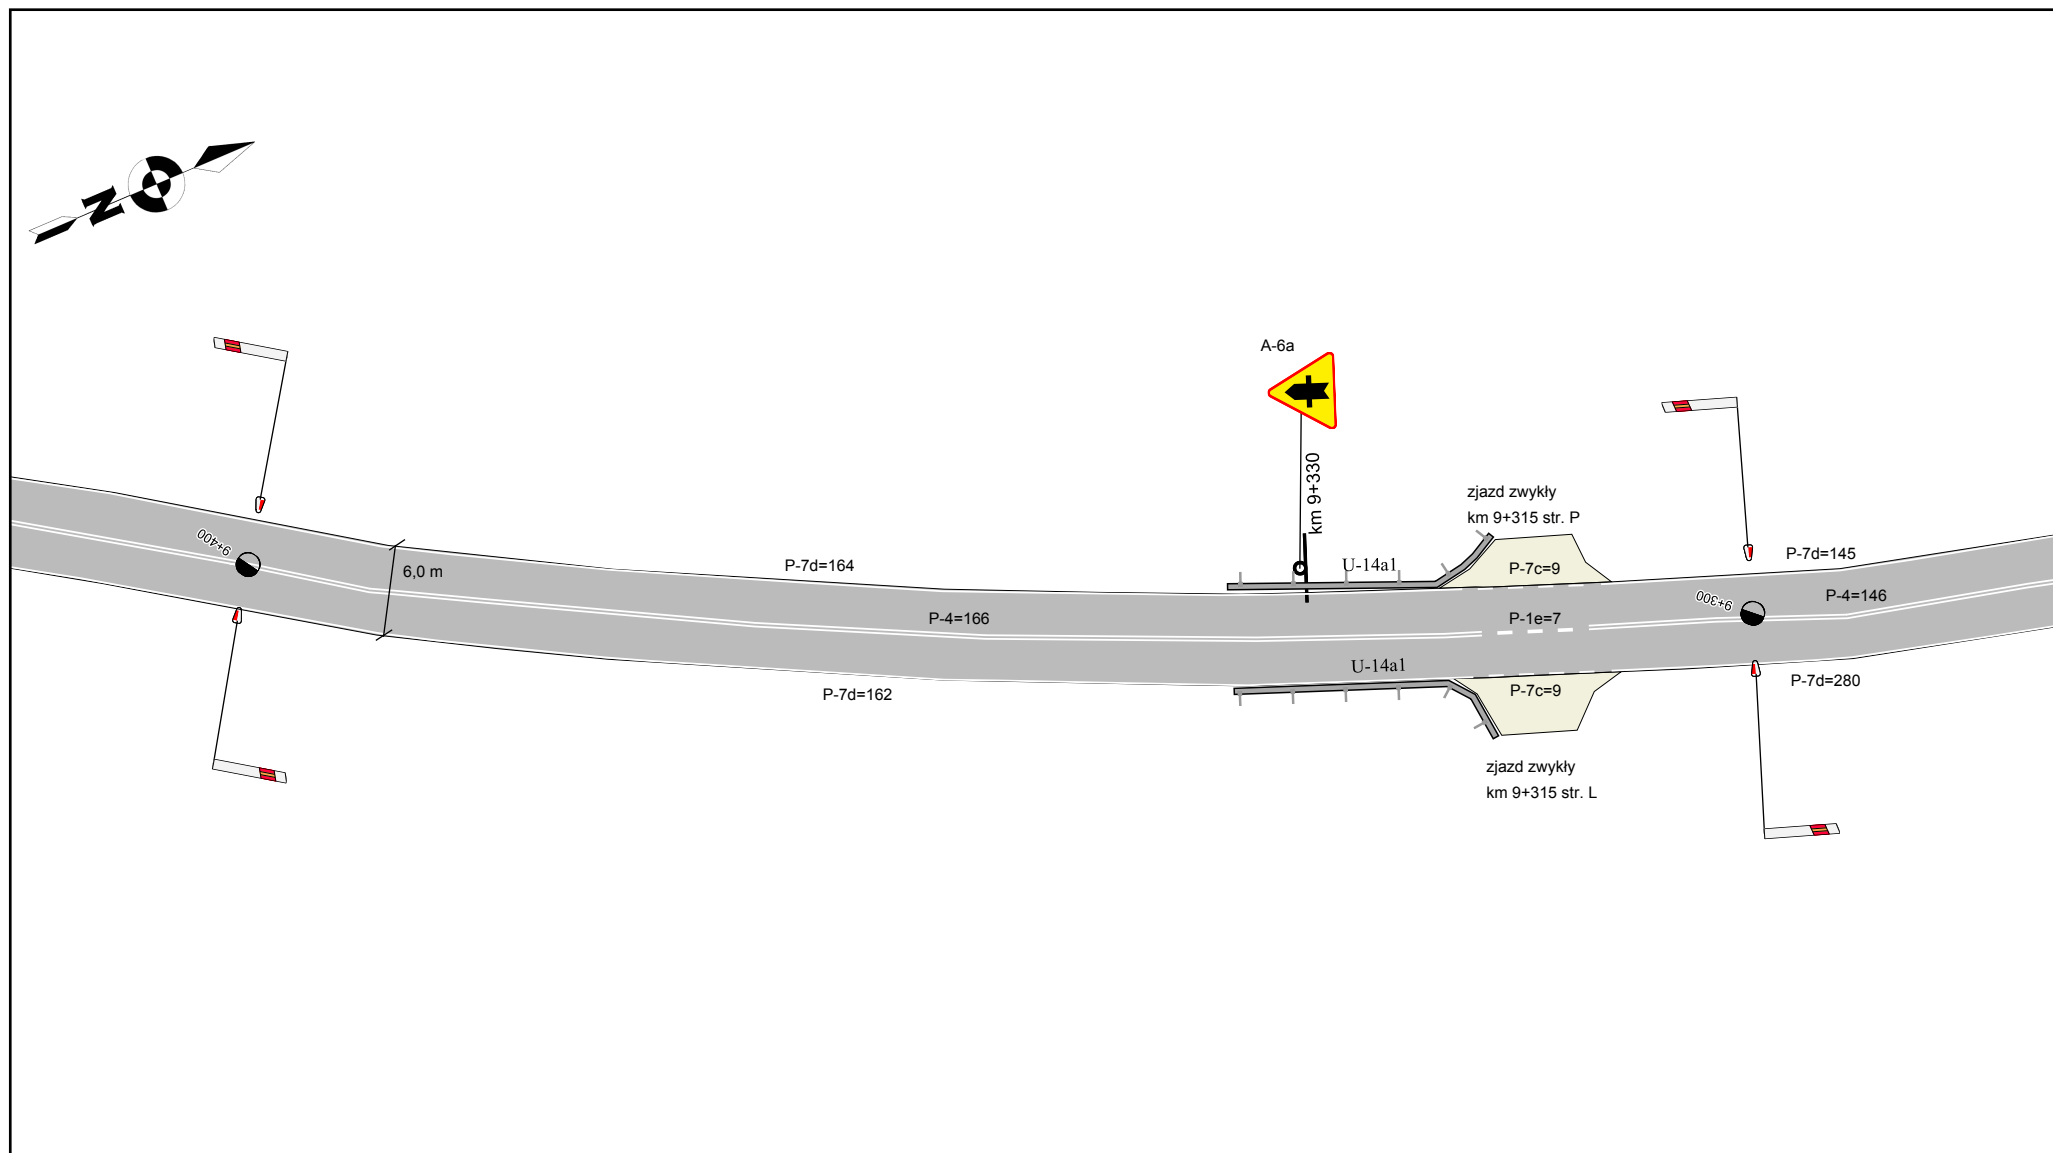 N
A-6a
km 9+330
zjazd zwykły
km 9+315 str. P
9+400
6,0 m
P-7d=164
U-14a1
P-7c=9
P-7d=145
P-4=166
P-1e=7
9+300
P-4=146
U-14a1
P-7d=162
P-7c=9
P-7d=280
zjazd zwykły
km 9+315 str. L